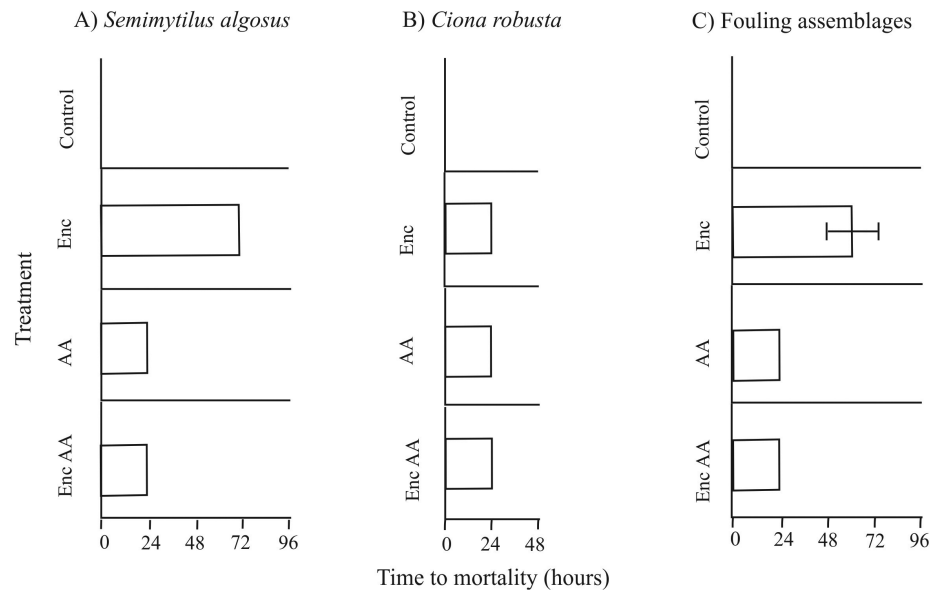 A) Semimytilus algosus
B) Ciona robusta
C) Fouling assemblages
Treatment
Control
Enc
AA
Enc AA
0 24 48 72 96
Control
Enc
AA
Enc AA
0 24 48
Control
Enc
AA
Enc AA
0 24 48 72 96
Time to mortality (hours)